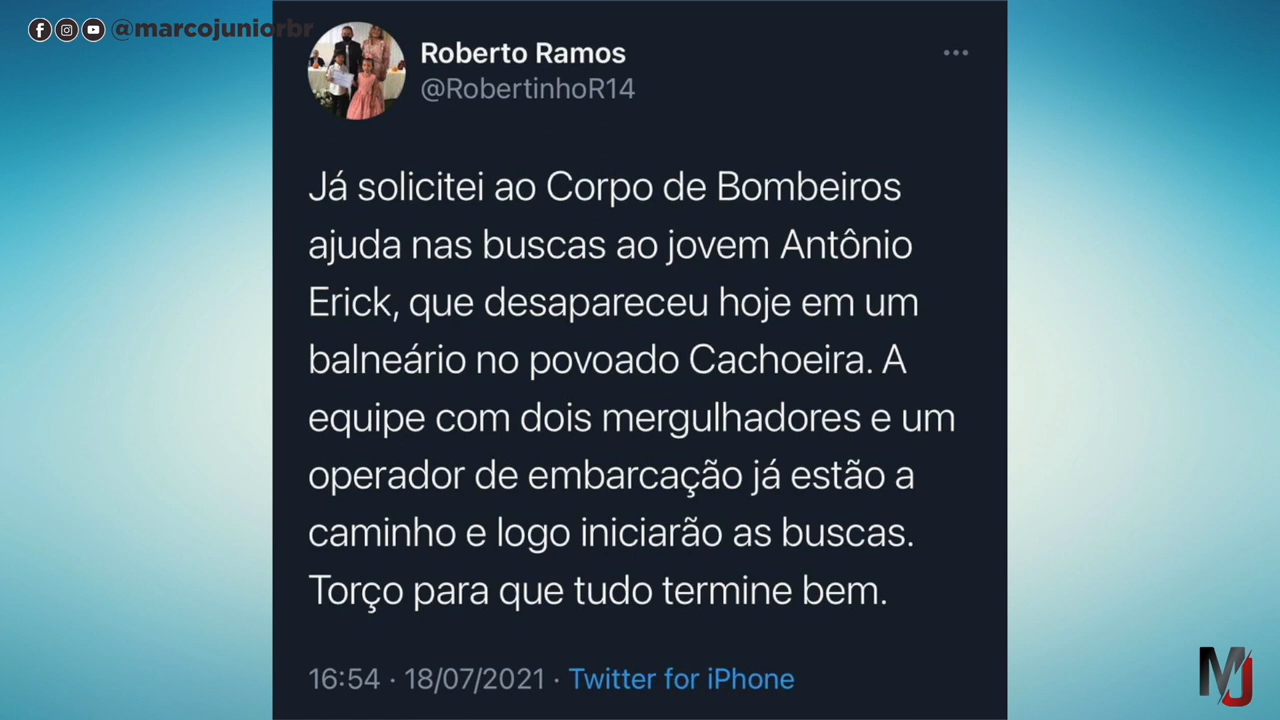 @marcojuniorbr
Roberto Ramos
@RobertinhoR14
Já solicitei ao Corpo de Bombeiros
ajuda nas buscas ao jovem Antônio
Erick, que desapareceu hoje em um
balneário no povoado Cachoeira. A
equipe com dois mergulhadores e um
operador de embarcação já estão a
caminho e logo iniciarão as buscas.
Torço para que tudo termine bem.
16:54 · 18/07/2021 · Twitter for iPhone
MJ